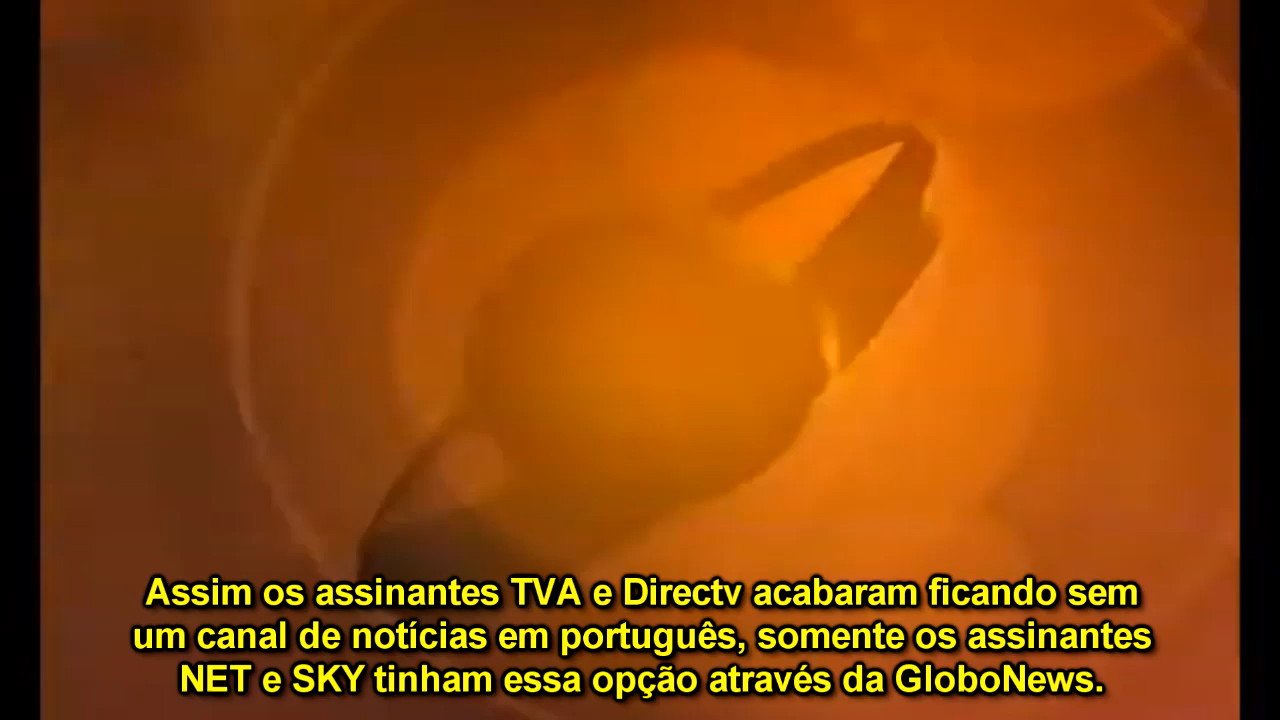 Assim os assinantes TVA e Directv acabaram ficando sem
um canal de notícias em português, somente os assinantes
NET e SKY tinham essa opção através da GloboNews.